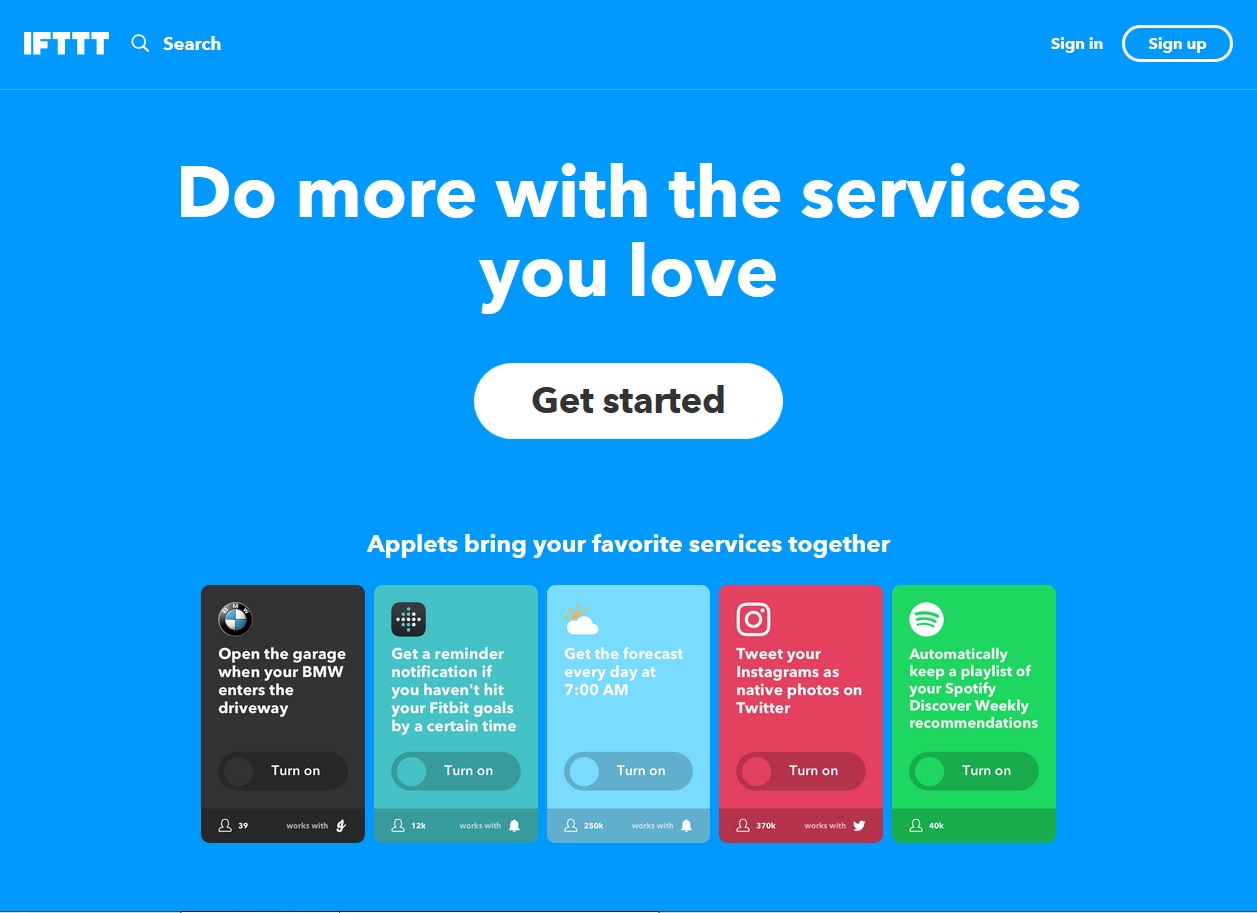 IFTTT
Search
Sign in
Sign up
Do more with the services
you love
Get started
Applets bring your favorite services together
BMW
Open the garage
when your BMW
enters the
driveway
Turn on
39
works with
g
Get a reminder
notification if
you haven't hit
your Fitbit goals
by a certain time
Turn on
12k
works with
Get the forecast
every day at
7:00 AM
Turn on
250k
works with
Tweet your
Instagrams as
native photos on
Twitter
Turn on
370k
works with
Automatically
keep a playlist of
your Spotify
Discover Weekly
recommendations
Turn on
40k